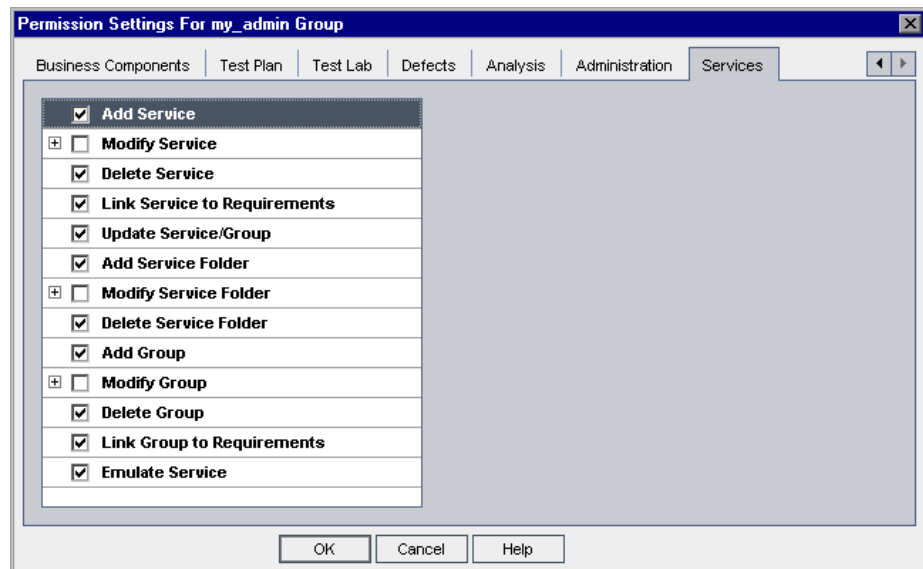 Permission Settings For my_admin Group
Business Components Test Plan Test Lab Defects Analysis Administration Services
Add Service
Modify Service
Delete Service
Link Service to Requirements
Update Service/Group
Add Service Folder
Modify Service Folder
Delete Service Folder
Add Group
Modify Group
Delete Group
Link Group to Requirements
Emulate Service
OK Cancel Help